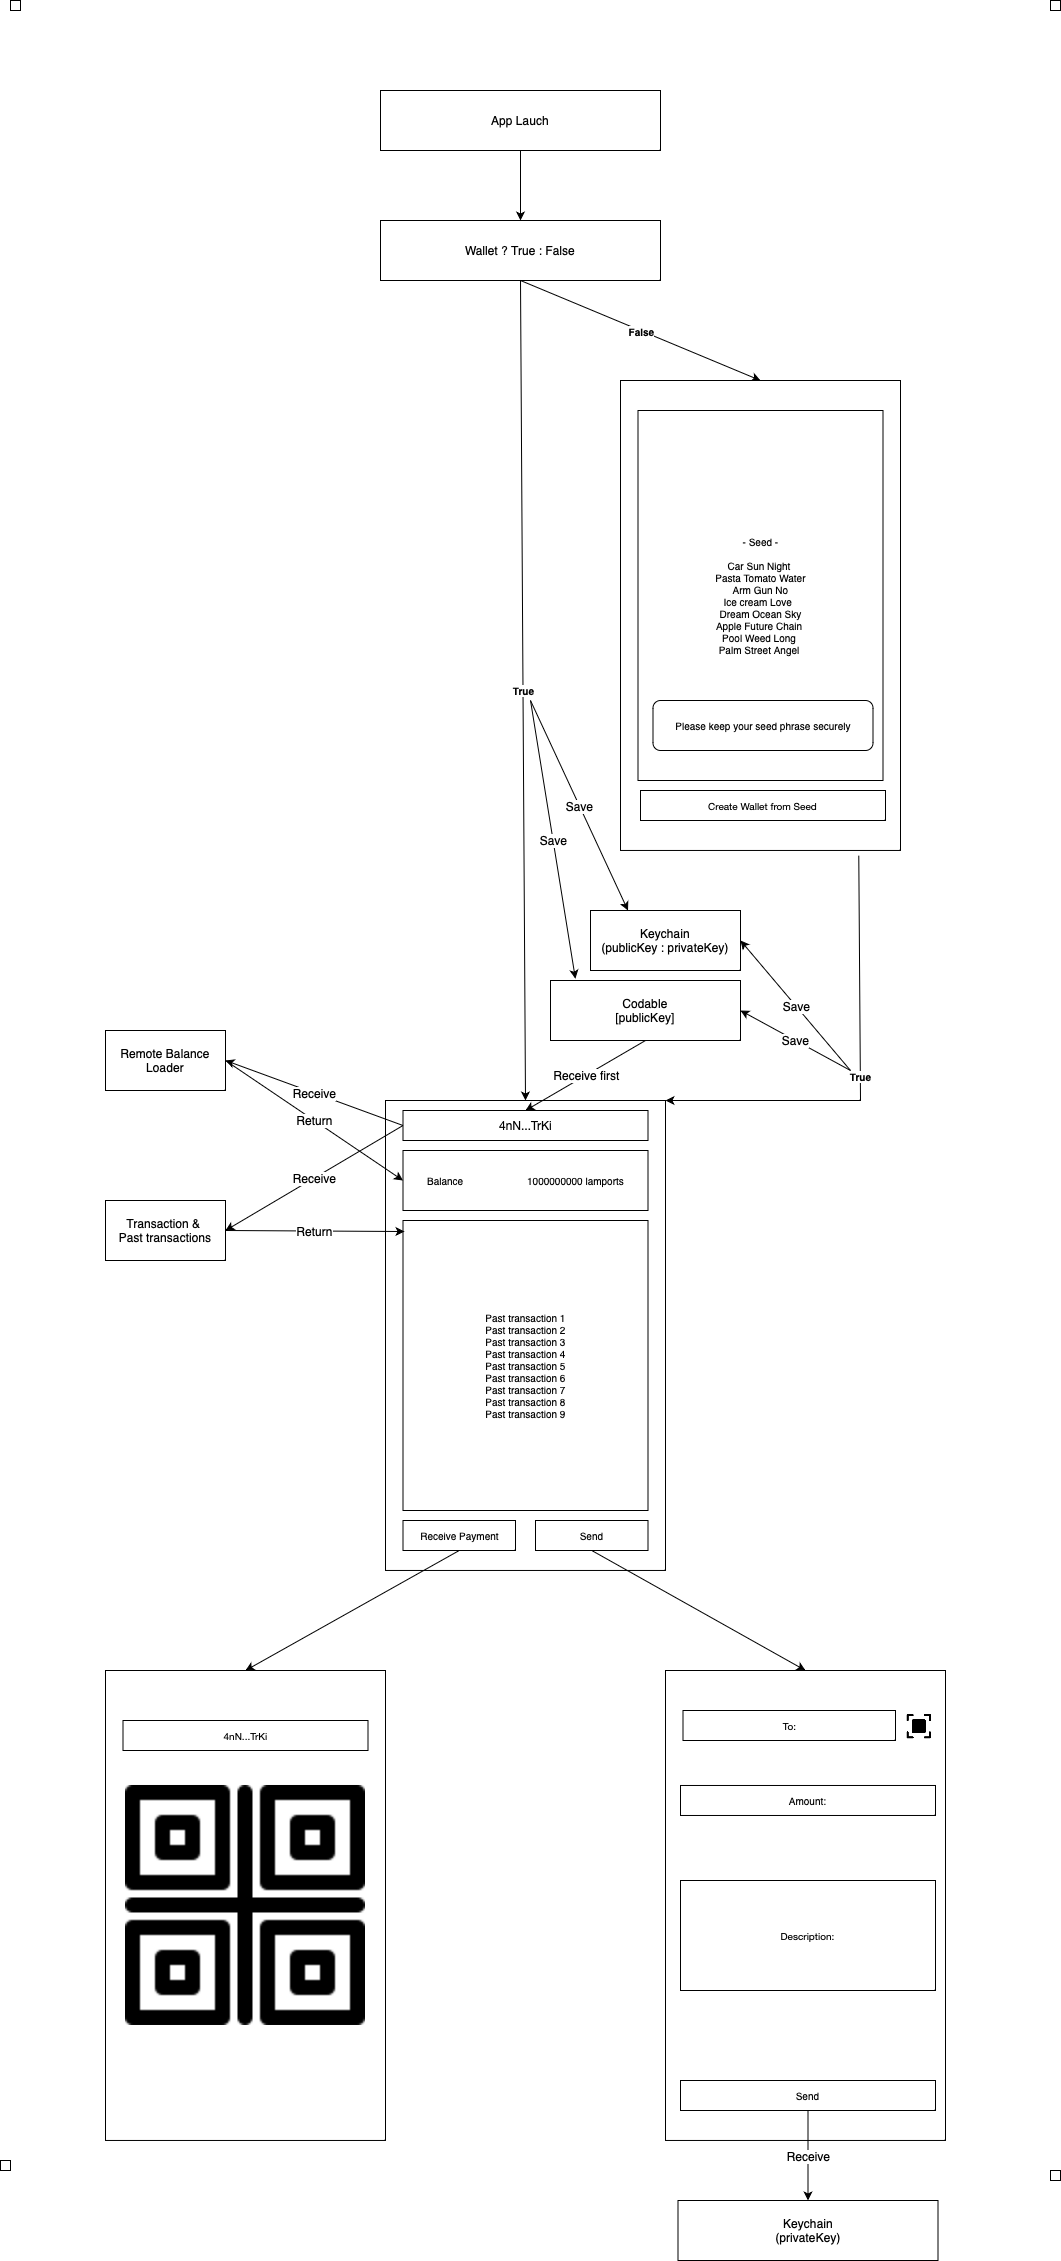 App Lauch
Wallet ? True : False
False
- Seed -
Car Sun Night
Pasta Tomato Water
Arm Gun No
Ice cream Love
Dream Ocean Sky
Apple Future Chain
Pool Weed Long
Palm Street Angel
True
Please keep your seed phrase securely
Create Wallet from Seed
Save
Save
Keychain
(publicKey : privateKey)
Codable
[publicKey]
Save
Save
True
Remote Balance
Loader
Receive first
Receive
Return
4nN...TrKi
Balance
1000000000 lamports
Receive
Transaction &
Past transactions
Return
Past transaction 1
Past transaction 2
Past transaction 3
Past transaction 4
Past transaction 5
Past transaction 6
Past transaction 7
Past transaction 8
Past transaction 9
Receive Payment
Send
4nN...TrKi
To:
Amount:
Description:
Send
Receive
Keychain
(privateKey)